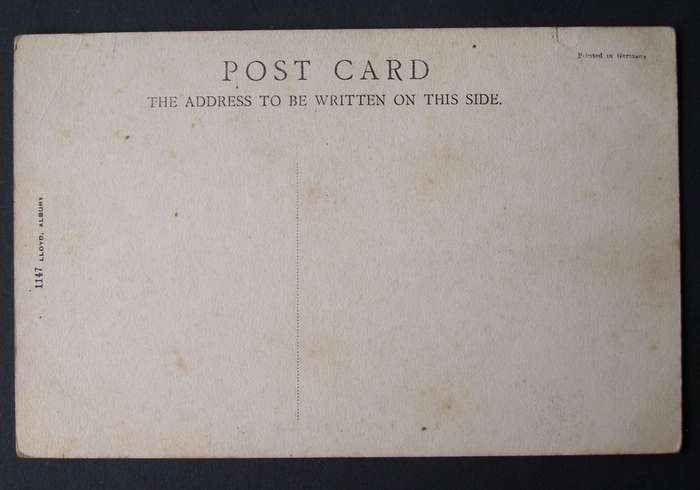 POST CARD
Printed in Germany
THE ADDRESS TO BE WRITTEN ON THIS SIDE.
1147 LLOYD, ALBURY